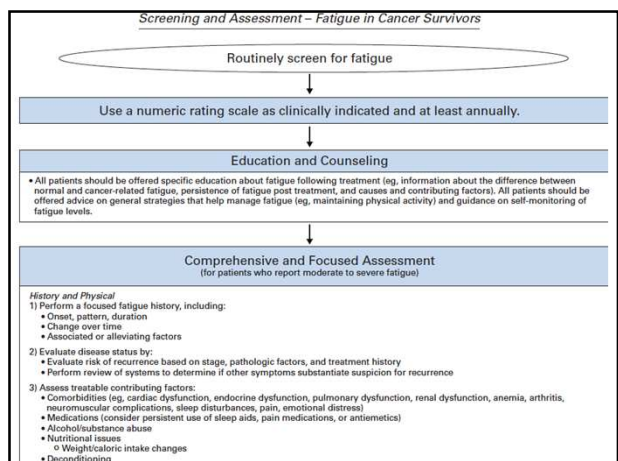 Screening and Assessment – Fatigue in Cancer Survivors
Routinely screen for fatigue
Use a numeric rating scale as clinically indicated and at least annually.
Education and Counseling
• All patients should be offered specific education about fatigue following treatment (eg, information about the difference between
normal and cancer-related fatigue, persistence of fatigue post treatment, and causes and contributing factors). All patients should be
offered advice on general strategies that help manage fatigue (eg, maintaining physical activity) and guidance on self-monitoring of
fatigue levels.
Comprehensive and Focused Assessment
(for patients who report moderate to severe fatigue)
History and Physical
1) Perform a focused fatigue history, including:
• Onset, pattern, duration
• Change over time
• Associated or alleviating factors
2) Evaluate disease status by:
• Evaluate risk of recurrence based on stage, pathologic factors, and treatment history
• Perform review of systems to determine if other symptoms substantiate suspicion for recurrence
3) Assess treatable contributing factors:
• Comorbidities (eg, cardiac dysfunction, endocrine dysfunction, pulmonary dysfunction, renal dysfunction, anemia, arthritis,
neuromuscular complications, sleep disturbances, pain, emotional distress)
• Medications (consider persistent use of sleep aids, pain medications, or antiemetics)
• Alcohol/substance abuse
• Nutritional issues
o Weight/caloric intake changes
• Deconditioning